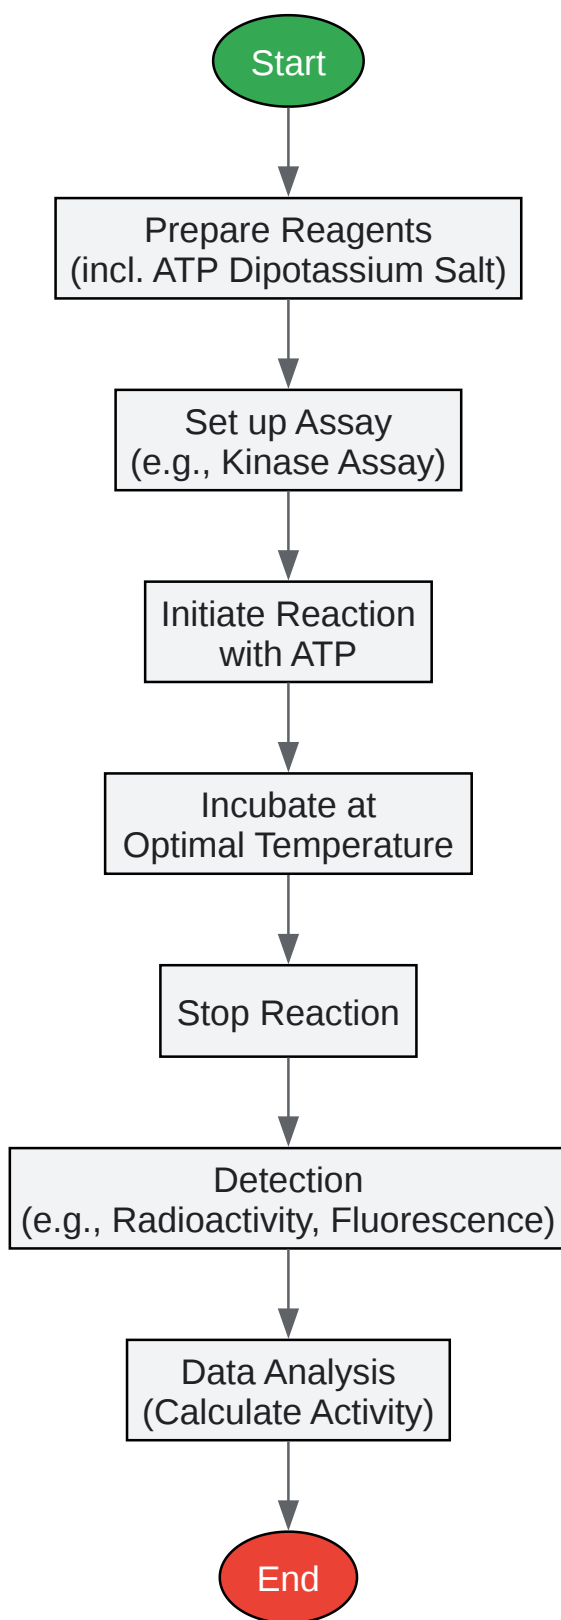 Start
Prepare Reagents
(incl. ATP Dipotassium Salt)
Set up Assay
(e.g., Kinase Assay)
Initiate Reaction
with ATP
Incubate at
Optimal Temperature
Stop Reaction
Detection
(e.g., Radioactivity, Fluorescence)
Data Analysis
(Calculate Activity)
End